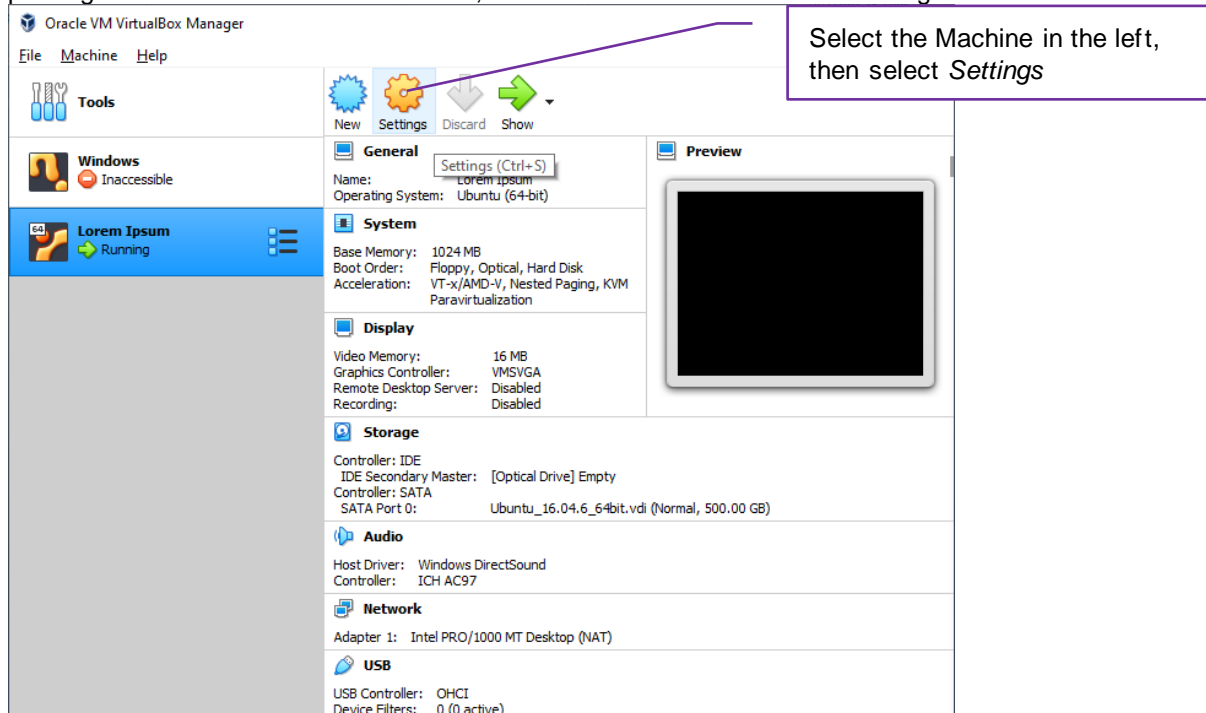 Oracle VM VirtualBox Manager
File Machine Help
Select the Machine in the left,
then select Settings
Tools
New Settings Discard Show
Windows
Inaccessible
64
Lorem Ipsum
Running
General
Settings (Ctrl+S)
Name: Lorem Ipsum
Operating System: Ubuntu (64-bit)
System
Base Memory: 1024 MB
Boot Order: Floppy, Optical, Hard Disk
Acceleration: VT-x/AMD-V, Nested Paging, KVM
Paravirtualization
Display
Video Memory: 16 MB
Graphics Controller: VMSVGA
Remote Desktop Server: Disabled
Recording: Disabled
Preview
Storage
Controller: IDE
IDE Secondary Master: [Optical Drive] Empty
Controller: SATA
SATA Port 0: Ubuntu_16.04.6_64bit.vdi (Normal, 500.00 GB)
Audio
Host Driver: Windows DirectSound
Controller: ICH AC97
Network
Adapter 1: Intel PRO/1000 MT Desktop (NAT)
USB
USB Controller: OHCI
Device Filters: 0 (0 active)